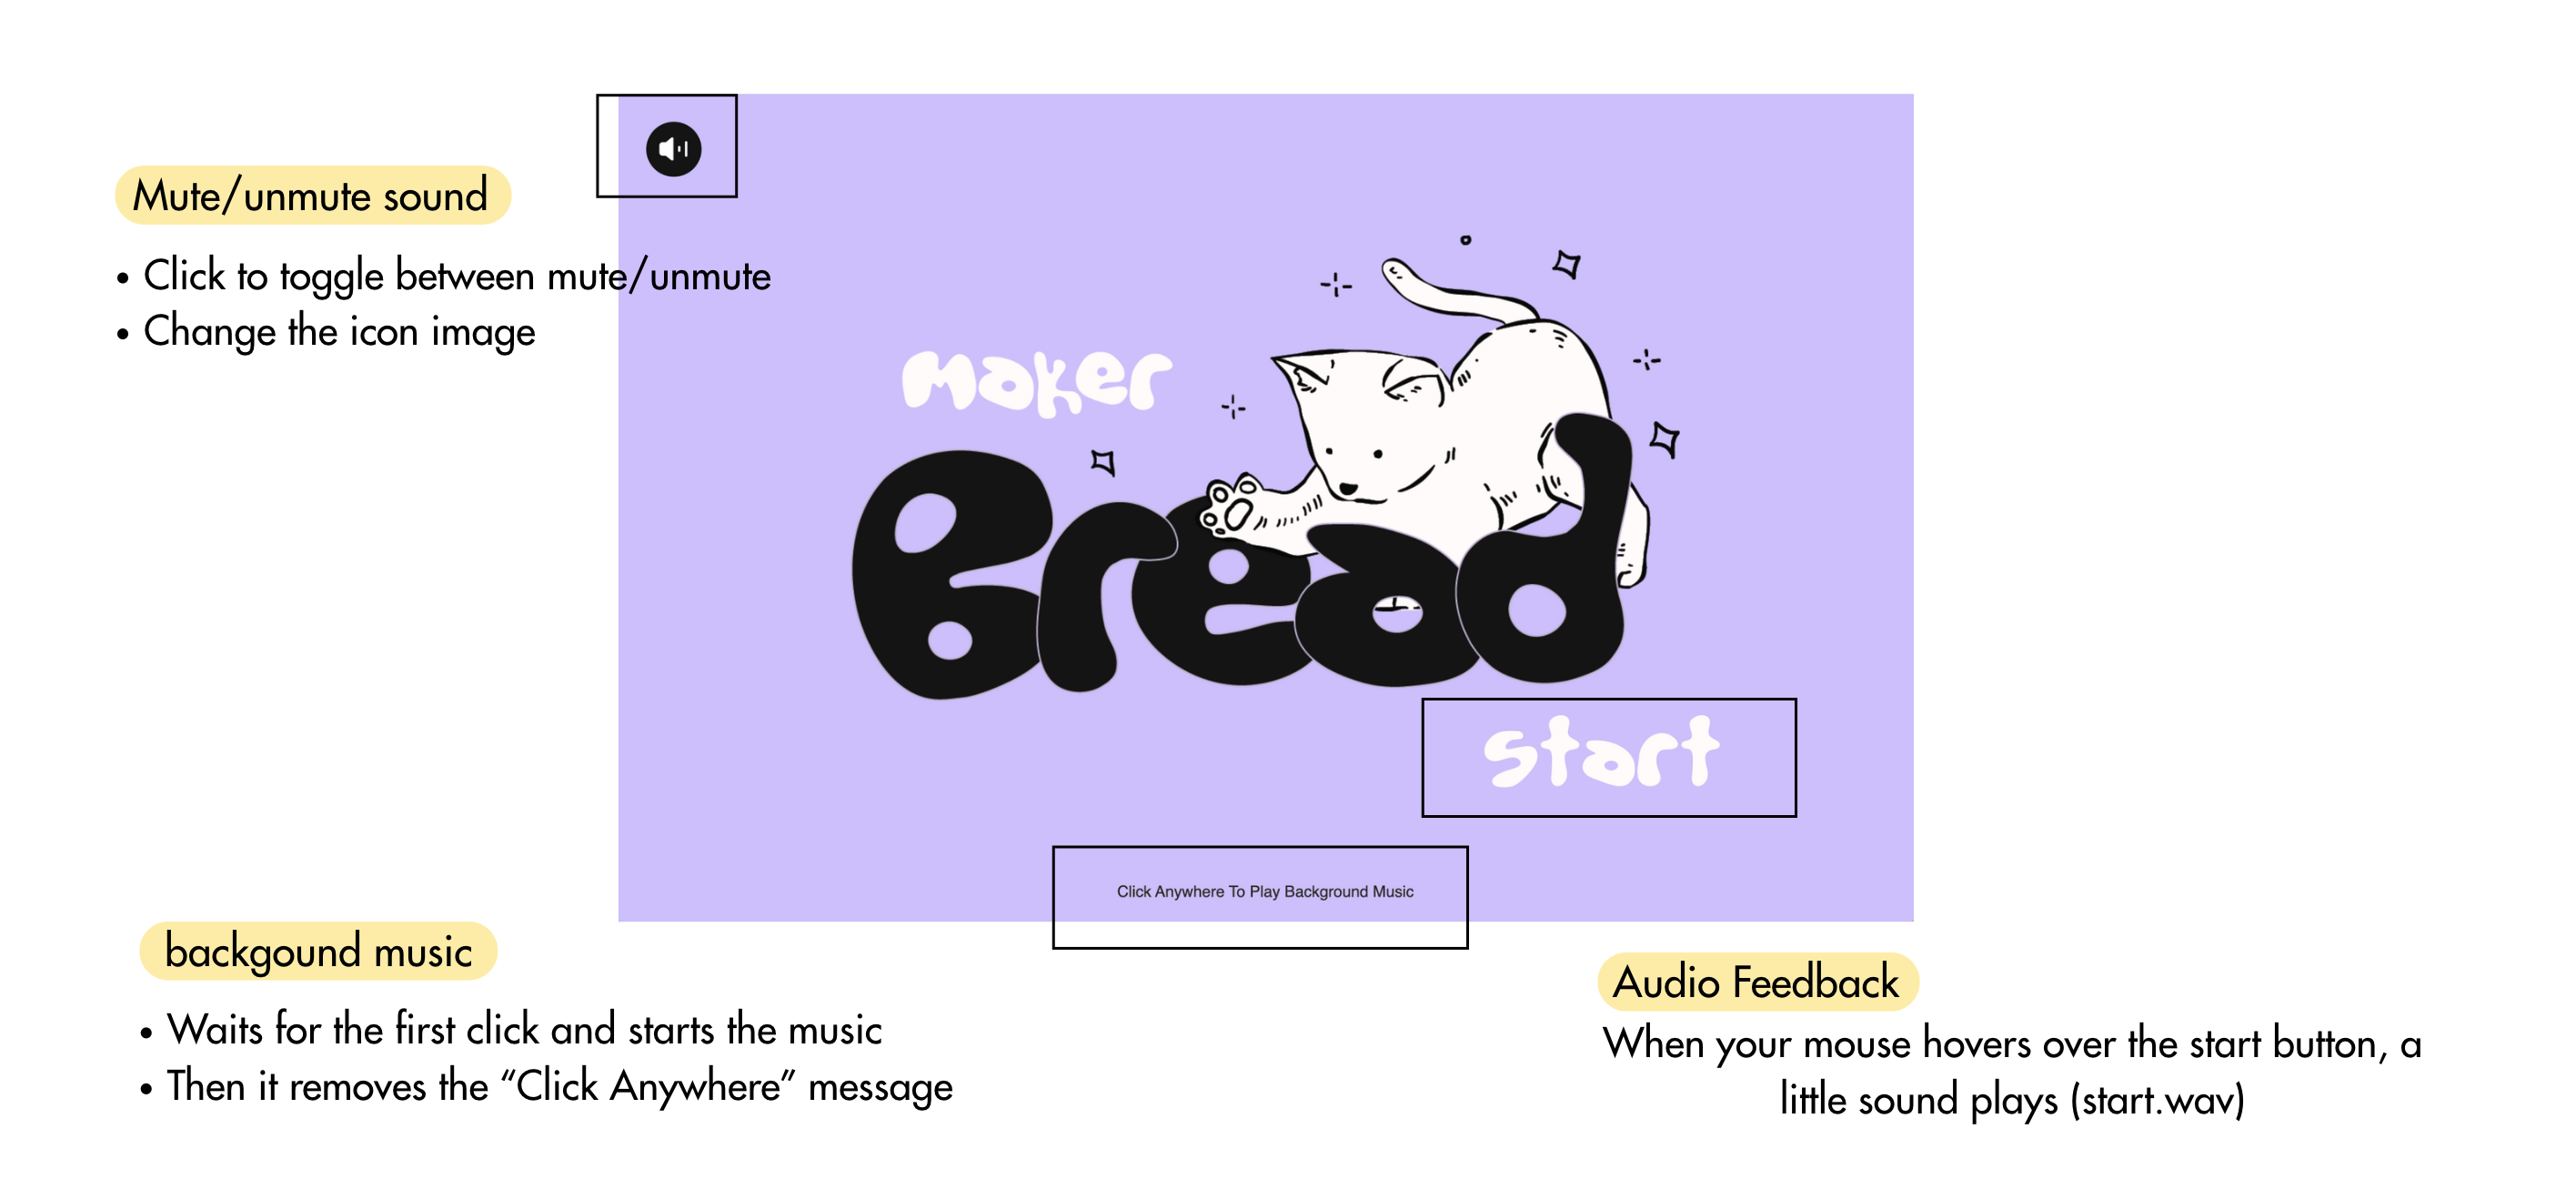 Mute/unmute sound
• Click to toggle between mute/unmute
• Change the icon image
maker
Bread
start
Click Anywhere To Play Background Music
backgound music
• Waits for the first click and starts the music
• Then it removes the “Click Anywhere” message
Audio Feedback
When your mouse hovers over the start button, a
little sound plays (start.wav)